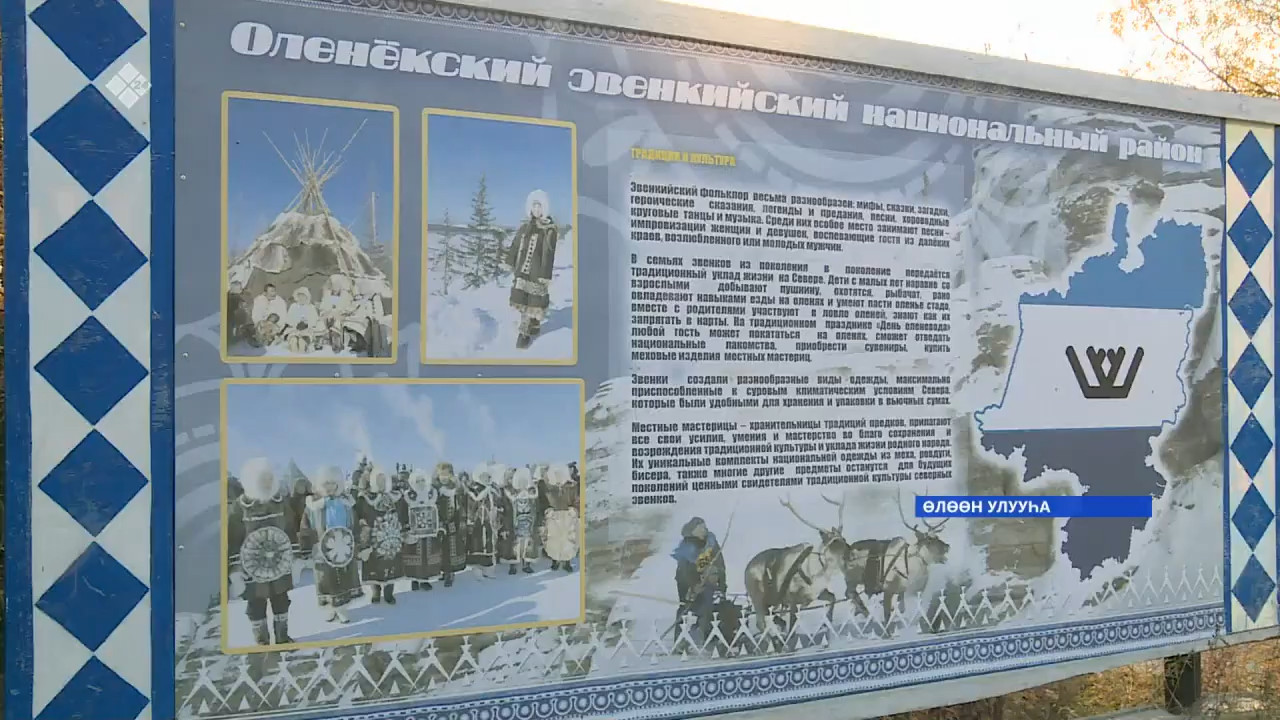 Оленёкский эвенкийский национальный район
ТРАДИЦИИ И КУЛЬТУРА
Эвенкийский фольклор весьма разнообразен: мифы, сказки, загадки,
героические сказания, легенды и предания, песни, хороводные
круговые танцы и музыка. Среди них особое место занимают песни –
импровизации женщин и девушек, воспевающие гостя из далёких
краев, возлюбленного или молодых мужчин.
В семьях эвенков из поколения в поколение передаётся
традиционный уклад жизни на Севере. Дети с малых лет наравне со
взрослыми добывают пушнину, охотятся, рыбачат, рано
овладевают навыками езды на оленях и умеют пасти оленье стадо,
вместе с родителями участвуют в ловле оленей, знают как их
запрягать в нарты. На традиционном празднике «День оленевода»
любой гость может покататься на оленях, сможет отведать
национальные лакомства, приобрести сувениры, купить
меховые изделия местных мастериц.
Эвенки создали разнообразные виды одежды, максимально
приспособленные к суровым климатическим условиям Севера,
которые были удобными для хранения и упаковки в вьючных сумах.
Местные мастерицы – хранительницы традиций предков, прилагают
все свои усилия, умения и мастерство во благо сохранения и
возрождения традиционной культуры и уклада жизни родного народа.
Их уникальные комплекты национальной одежды из меха, ровдуги,
бисера, также многие другие предметы останутся для будущих
поколений ценными свидетелями традиционной культуры северных
эвенков.
ӨЛӨӨН УЛУУҺА